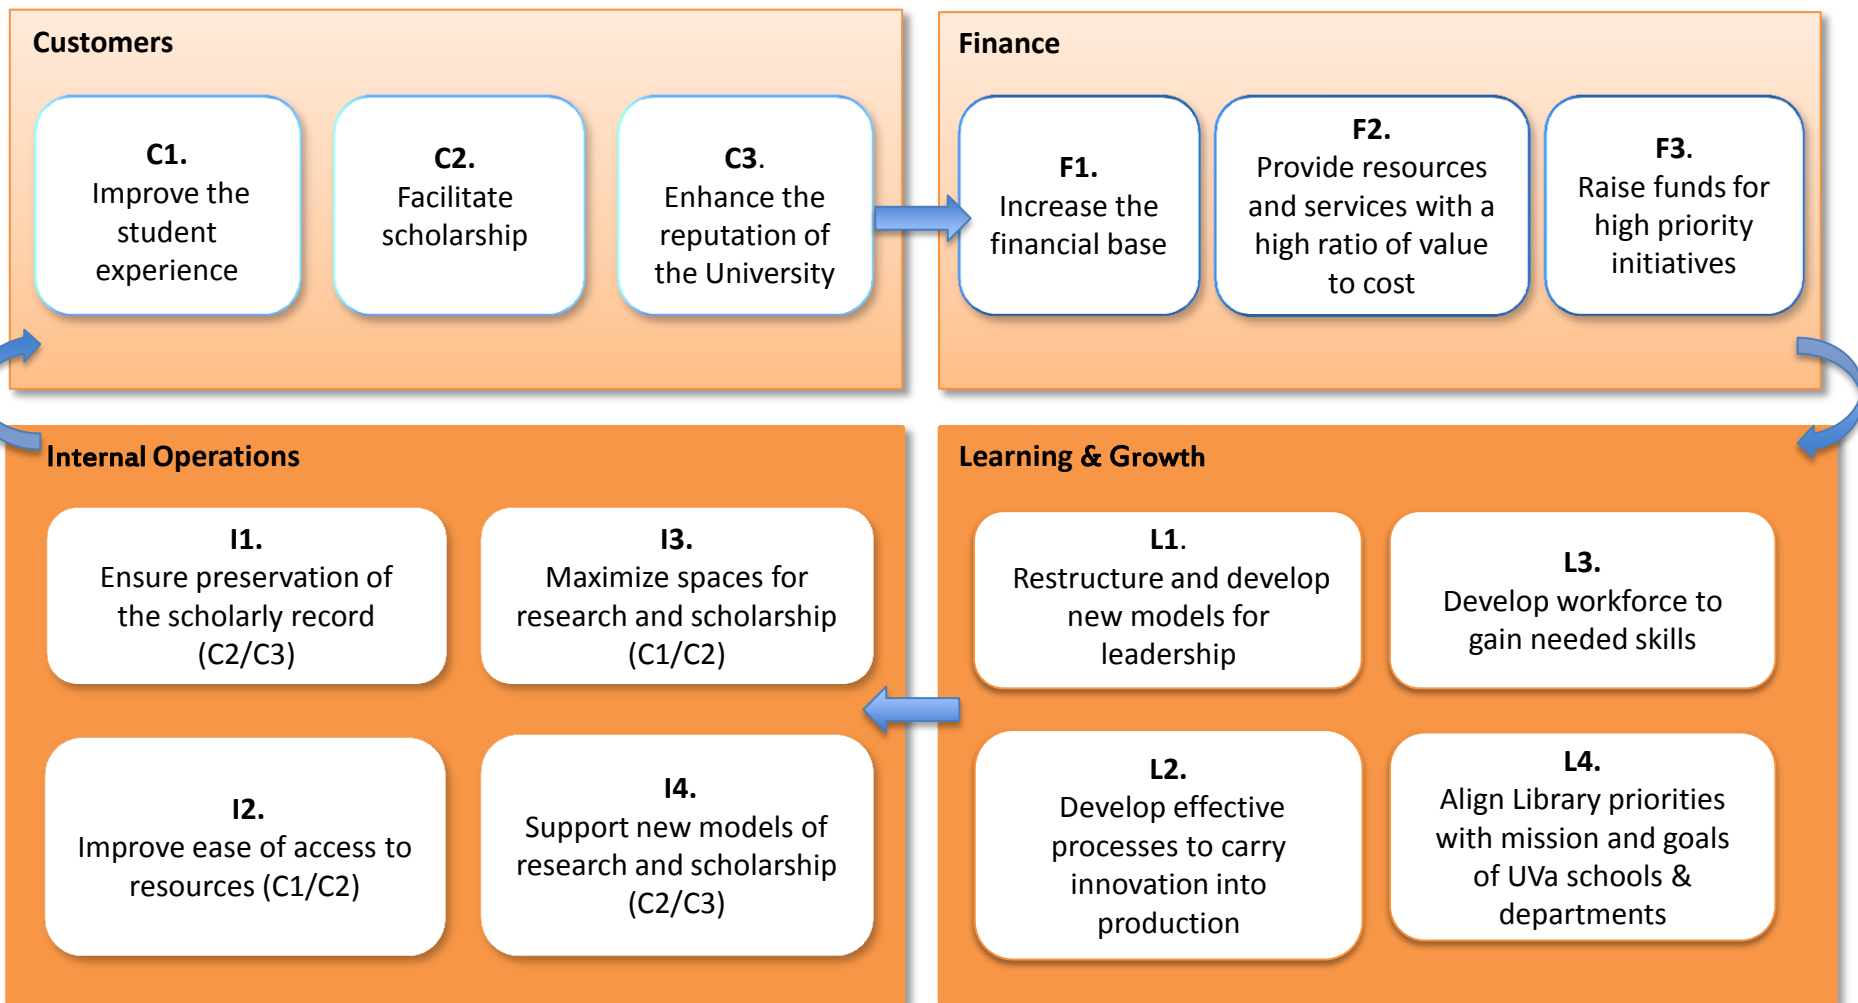 Customers
C1.
Improve the
student
experience
C2.
Facilitate
scholarship
C3.
Enhance the
reputation of
the University
Finance
F1.
Increase the
financial base
F2.
Provide resources
and services with a
high ratio of value
to cost
F3.
Raise funds for
high priority
initiatives
Internal Operations
I1.
Ensure preservation of
the scholarly record
(C2/C3)
I3.
Maximize spaces for
research and scholarship
(C1/C2)
I2.
Improve ease of access to
resources (C1/C2)
I4.
Support new models of
research and scholarship
(C2/C3)
Learning & Growth
L1.
Restructure and develop
new models for
leadership
L3.
Develop workforce to
gain needed skills
L2.
Develop effective
processes to carry
innovation into
production
L4.
Align Library priorities
with mission and goals
of UVa schools &
departments